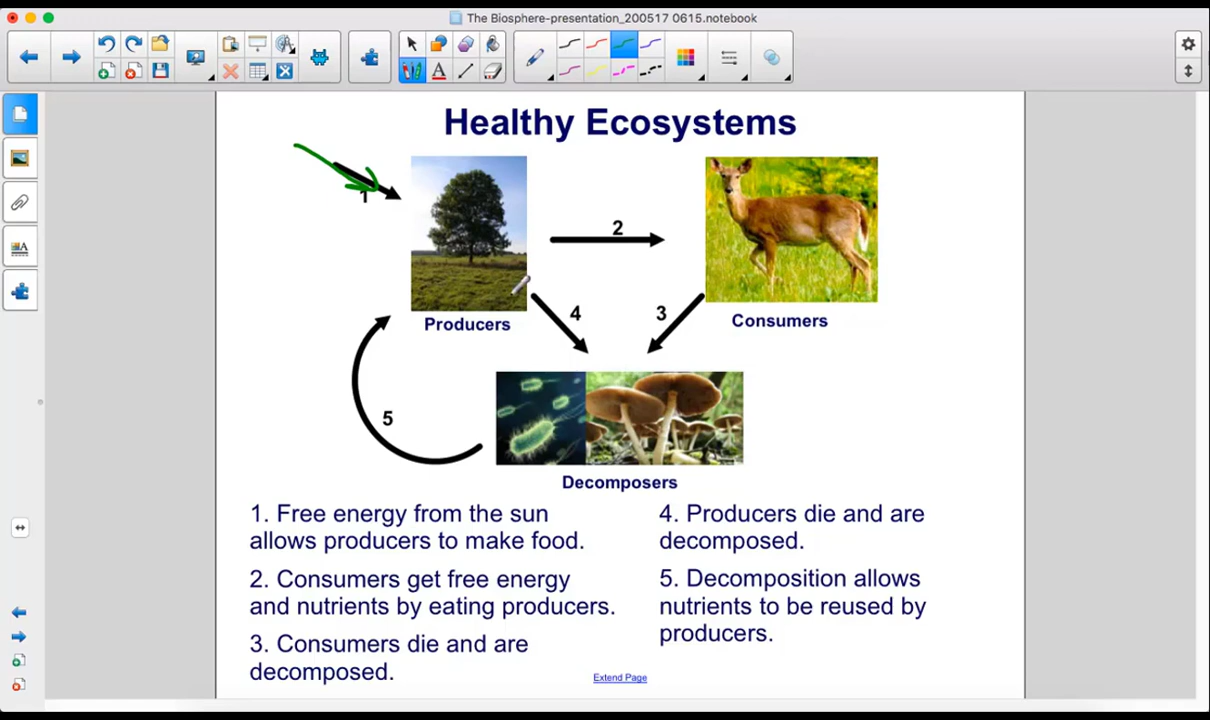 The Biosphere-presentation_200517 0615.notebook
Healthy Ecosystems
1
2
Producers
Consumers
4
3
5
Decomposers
1. Free energy from the sun
allows producers to make food.
2. Consumers get free energy
and nutrients by eating producers.
3. Consumers die and are
decomposed.
4. Producers die and are
decomposed.
5. Decomposition allows
nutrients to be reused by
producers.
Extend Page